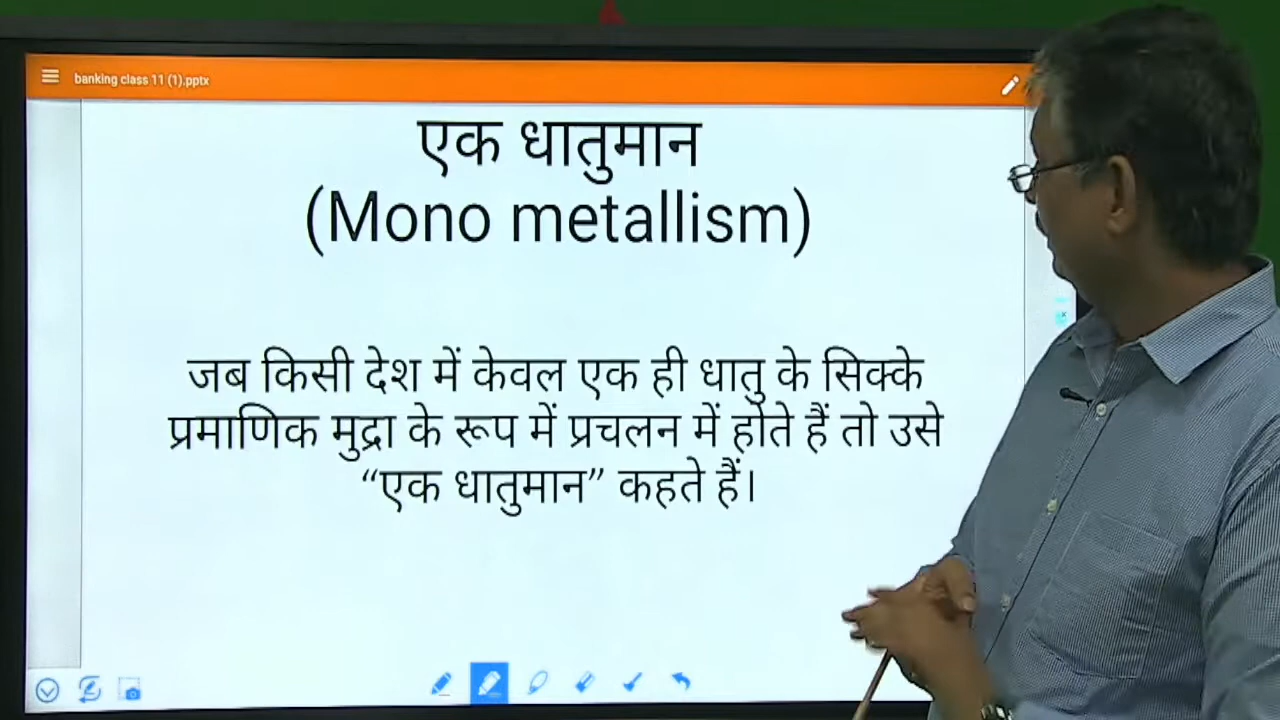 banking class 11 (1).pptx
एक धातुमान
(Mono metallism)
जब किसी देश में केवल एक ही धातु के सिक्के
प्रमाणिक मुद्रा के रूप में प्रचलन में होते हैं तो उसे
“एक धातुमान” कहते हैं।